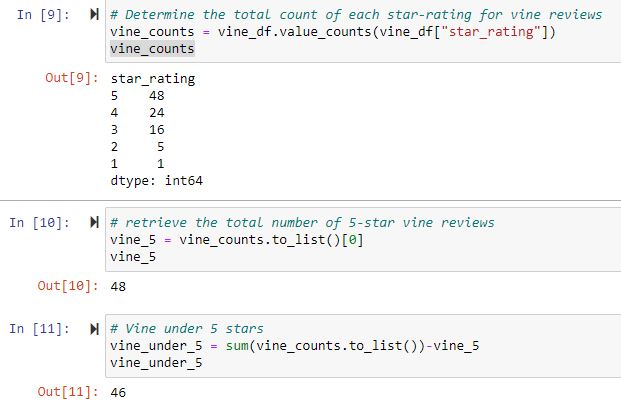 In [9]: # Determine the total count of each star-rating for vine reviews
vine_counts = vine_df.value_counts(vine_df["star_rating"])
vine_counts
Out[9]: star_rating
5    48
4    24
3    16
2     5
1     1
dtype: int64
In [10]: # retrieve the total number of 5-star vine reviews
vine_5 = vine_counts.to_list()[0]
vine_5
Out[10]: 48
In [11]: # Vine under 5 stars
vine_under_5 = sum(vine_counts.to_list())-vine_5
vine_under_5
Out[11]: 46